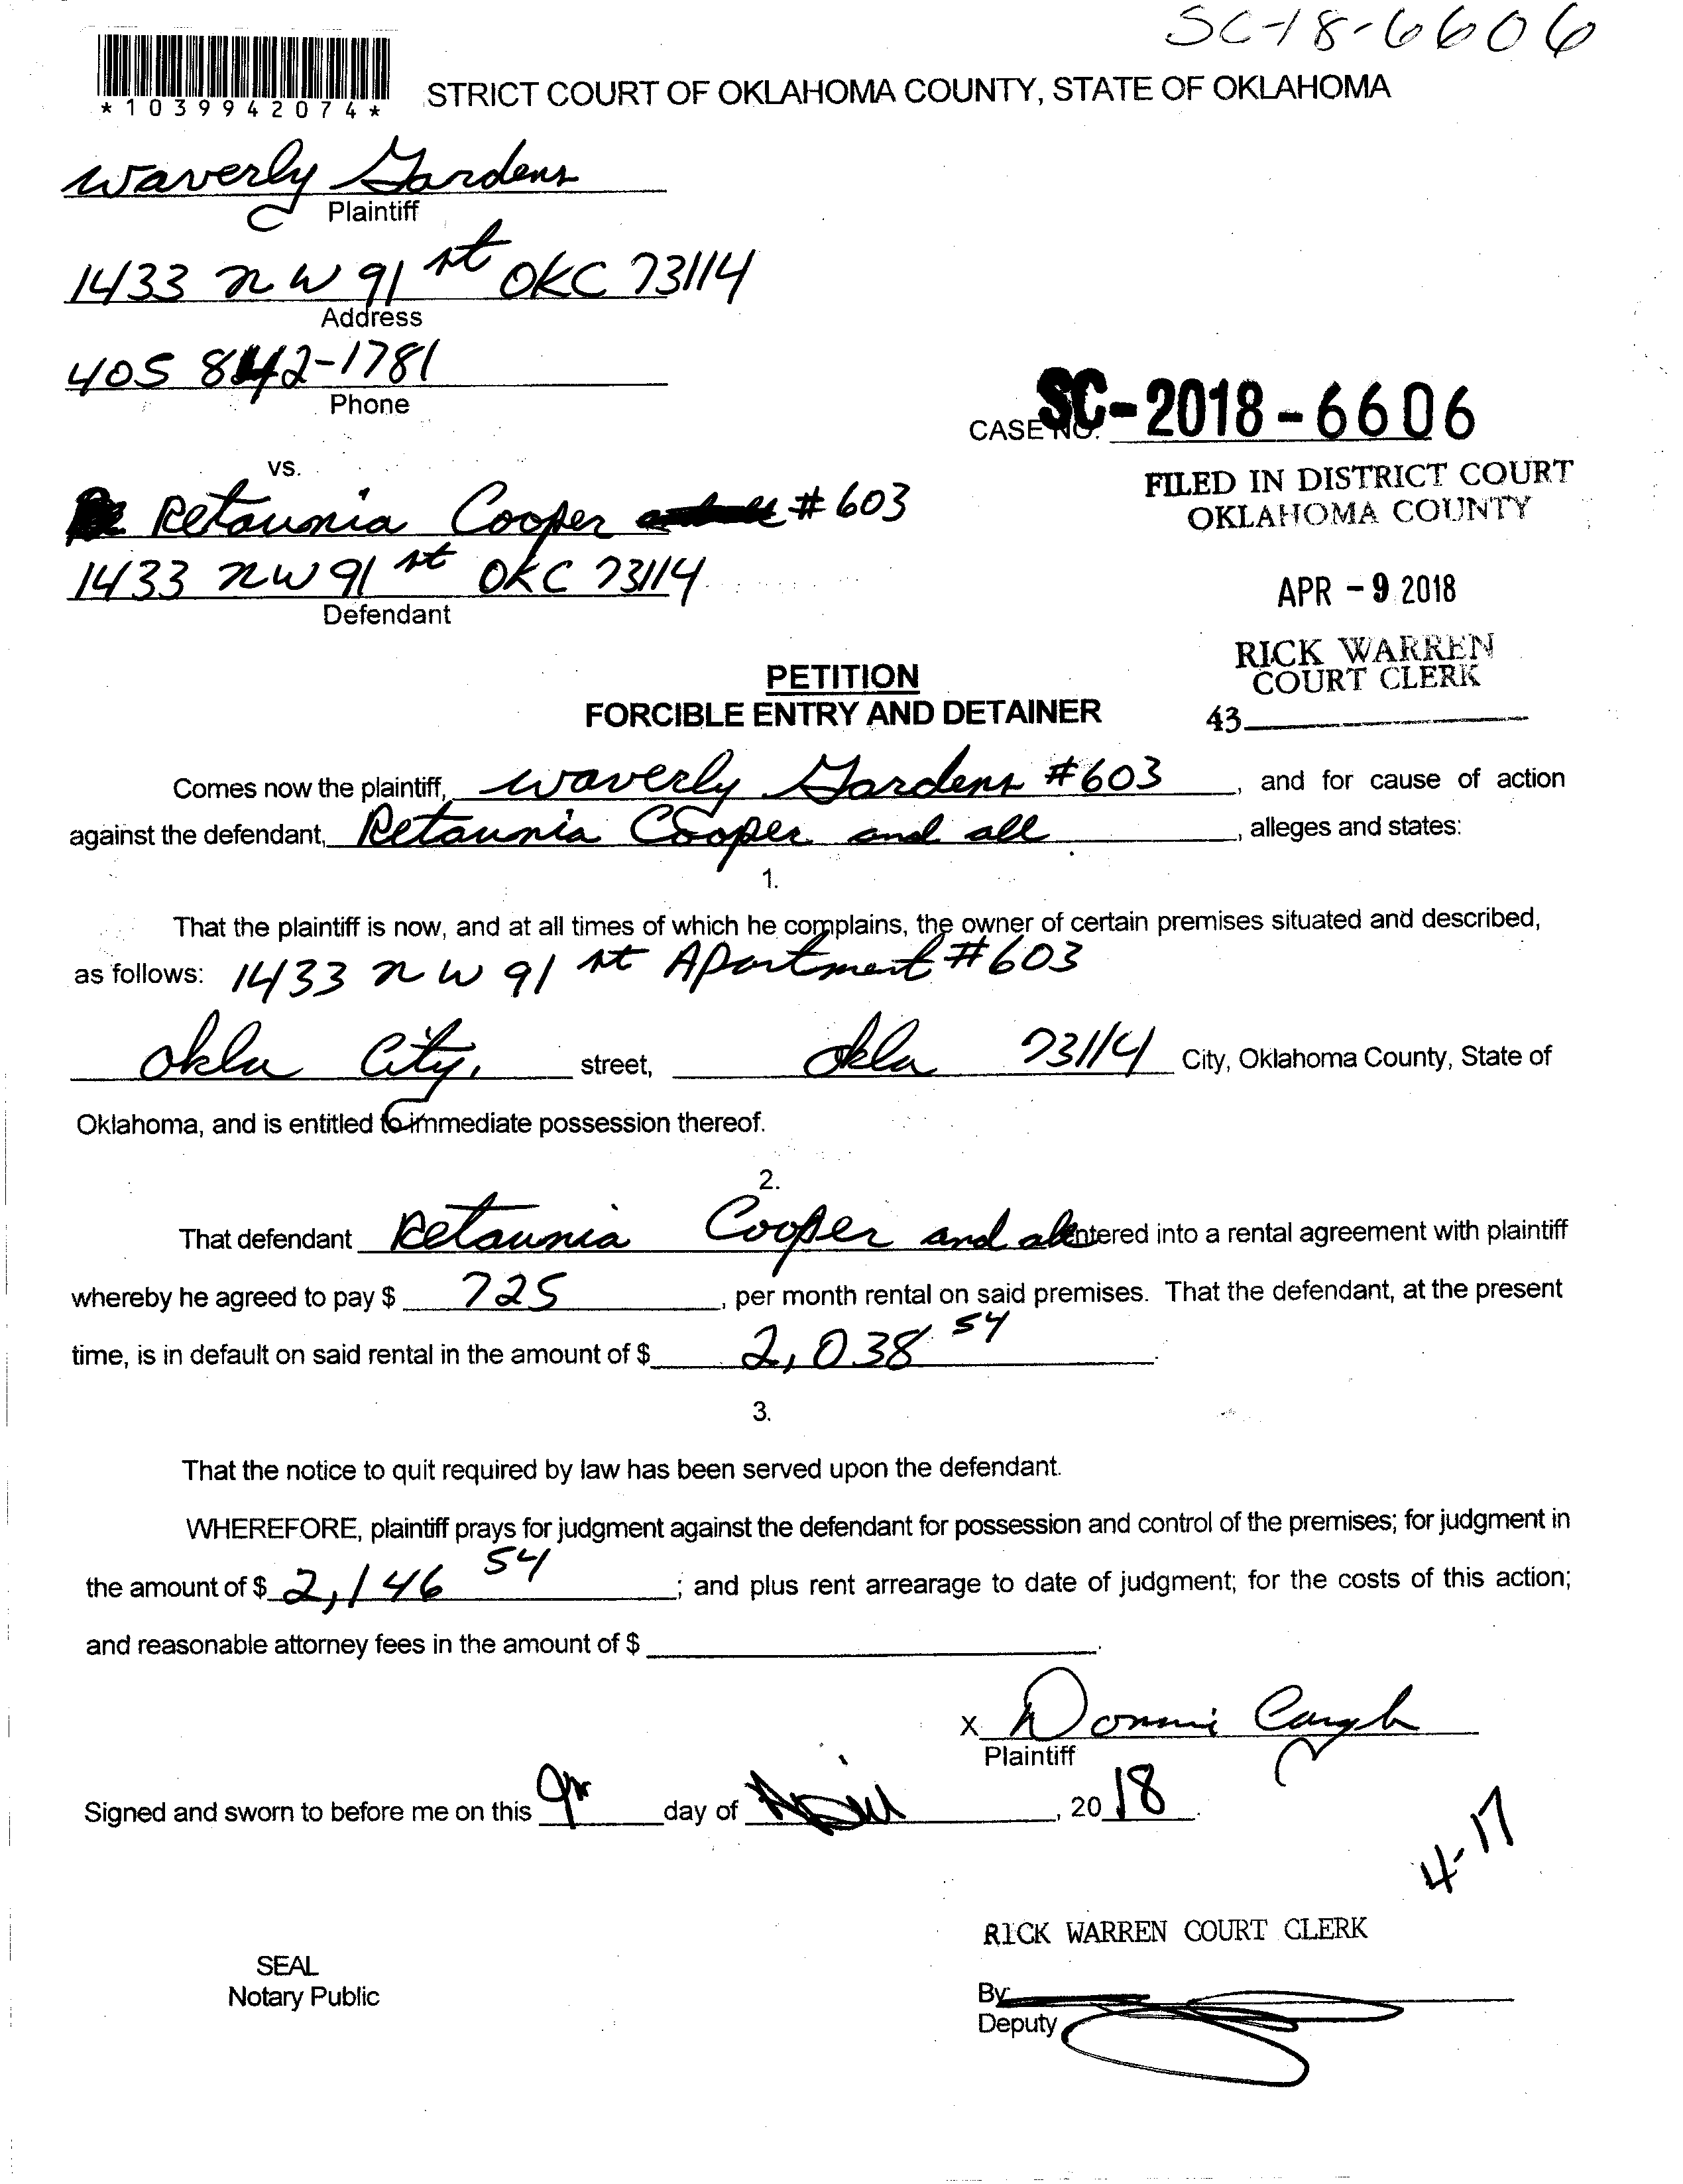 SC-18-6606
*1039942074*
STRICT COURT OF OKLAHOMA COUNTY, STATE OF OKLAHOMA
Waverly Gardens
Plaintiff
1433 NW 91 st OKC 73114
Address
405 842-1781
Phone
CASE NO. SC-2018-6606
vs.
FILED IN DISTRICT COURT
OKLAHOMA COUNTY
Retaunia Cooper #603
1433 NW 91 st OKC 73114
Defendant
APR - 9 2018
RICK WARREN
COURT CLERK
43
PETITION
FORCIBLE ENTRY AND DETAINER
Comes now the plaintiff, Waverly Gardens #603, and for cause of action
against the defendant, Retaunia Cooper and all, alleges and states:
1.
That the plaintiff is now, and at all times of which he complains, the owner of certain premises situated and described,
as follows: 1433 NW 91 st Apartment #603
Okla City, street, Okla 73114 City, Oklahoma County, State of
Oklahoma, and is entitled to immediate possession thereof.
2.
That defendant Retaunia Cooper and all entered into a rental agreement with plaintiff
whereby he agreed to pay $ 725, per month rental on said premises. That the defendant, at the present
time, is in default on said rental in the amount of $ 2,038 54.
3.
That the notice to quit required by law has been served upon the defendant.
WHEREFORE, plaintiff prays for judgment against the defendant for possession and control of the premises; for judgment in
the amount of $ 2,146 54; and plus rent arrearage to date of judgment; for the costs of this action;
and reasonable attorney fees in the amount of $
X Donni
Plaintiff
Signed and sworn to before me on this 9th day of April, 2018.
4-17
RICK WARREN COURT CLERK
SEAL
Notary Public
By:
Deputy